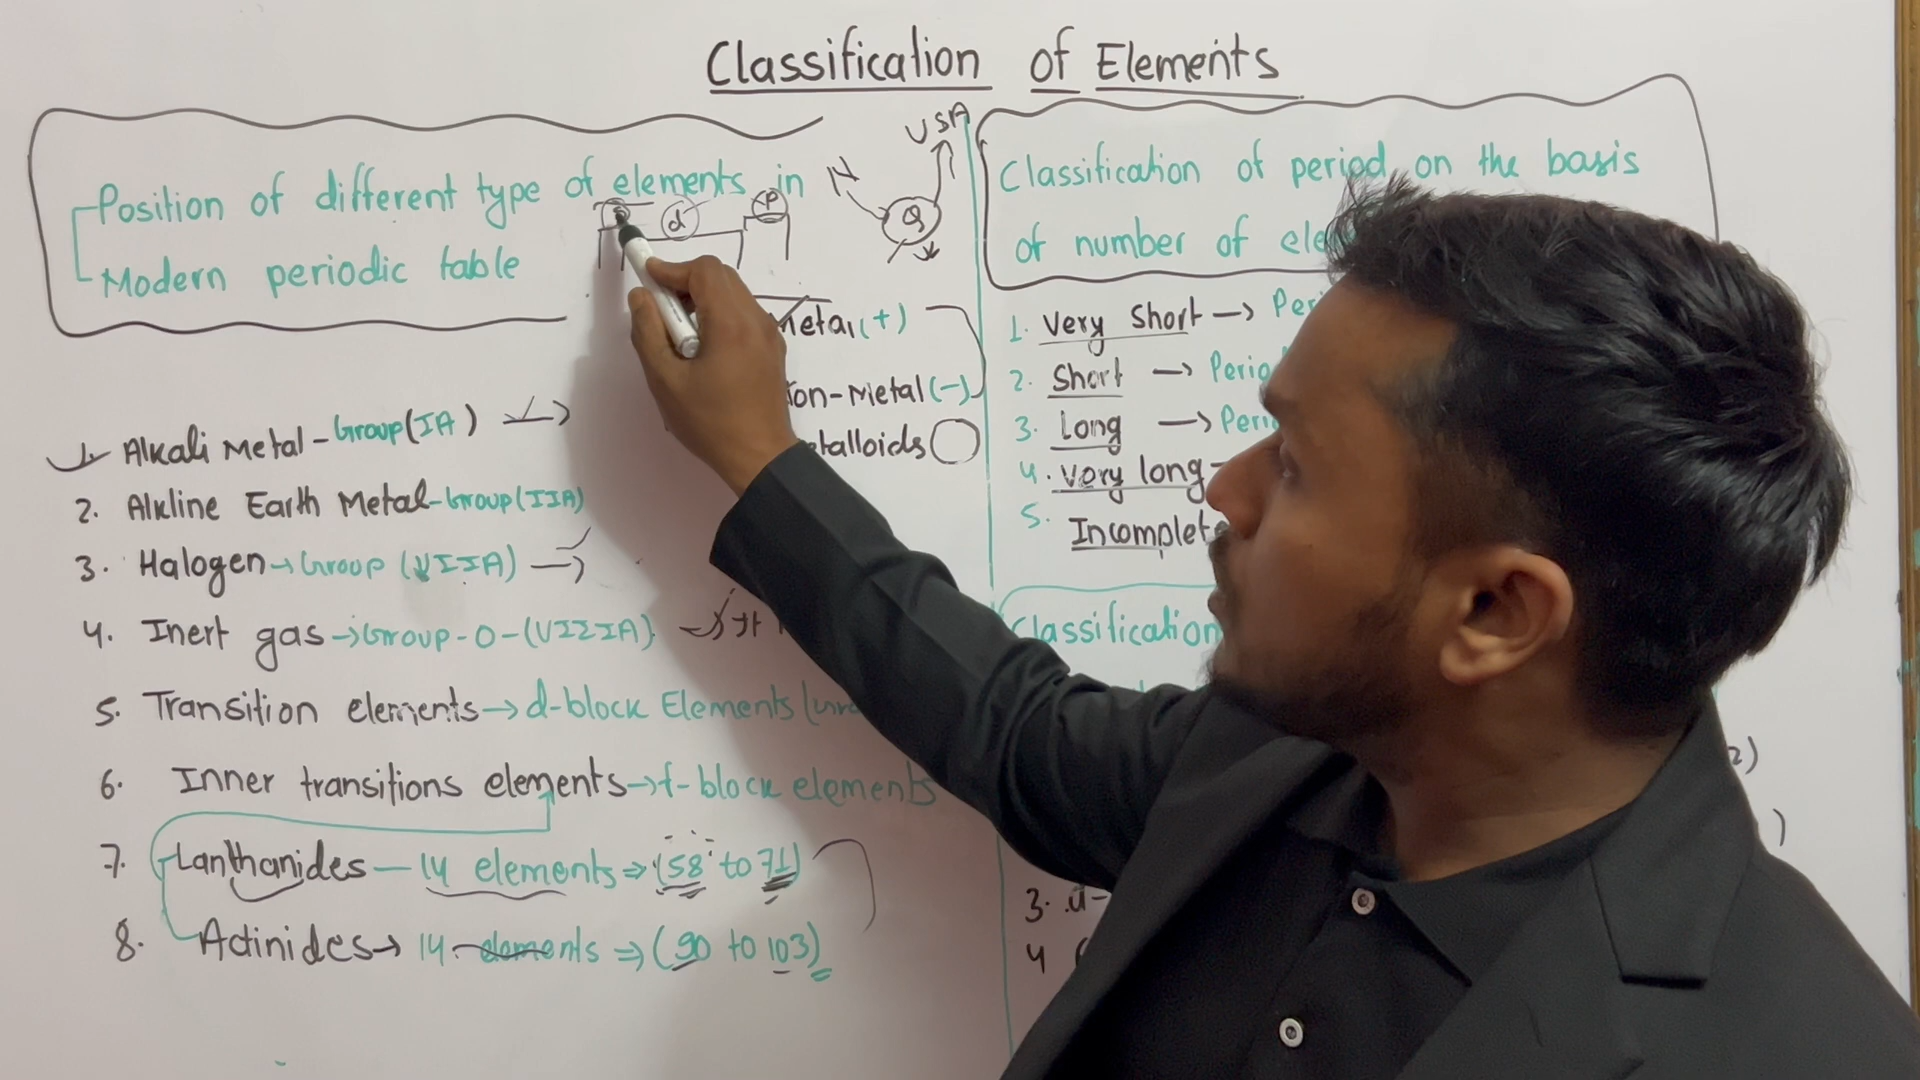 Classification of Elements
Position of different type of elements in
Modern periodic table
d
P
USA
N
Metal (+)
on-Metal (-)
talloids
1. Alkali Metal - Group (IA)
2. Alkline Earth Metal - Group (IIA)
3. Halogen → Group (VIIA) →
4. Inert gas → Group - 0 - (VIIIA)
5. Transition elements → d-block Elements
6. Inner transitions elements → f-block elements
7. Lanthanides — 14 elements ⇒ (58 to 71)
8. Actinides → 14 elements ⇒ (90 to 103)
Classification of period on the basis
of number of ele
1. Very Short → Per
2. Short → Perio
3. Long → Peri
4. very long -
5. Incomplet
Classification
2)
)
3. d-
4 (